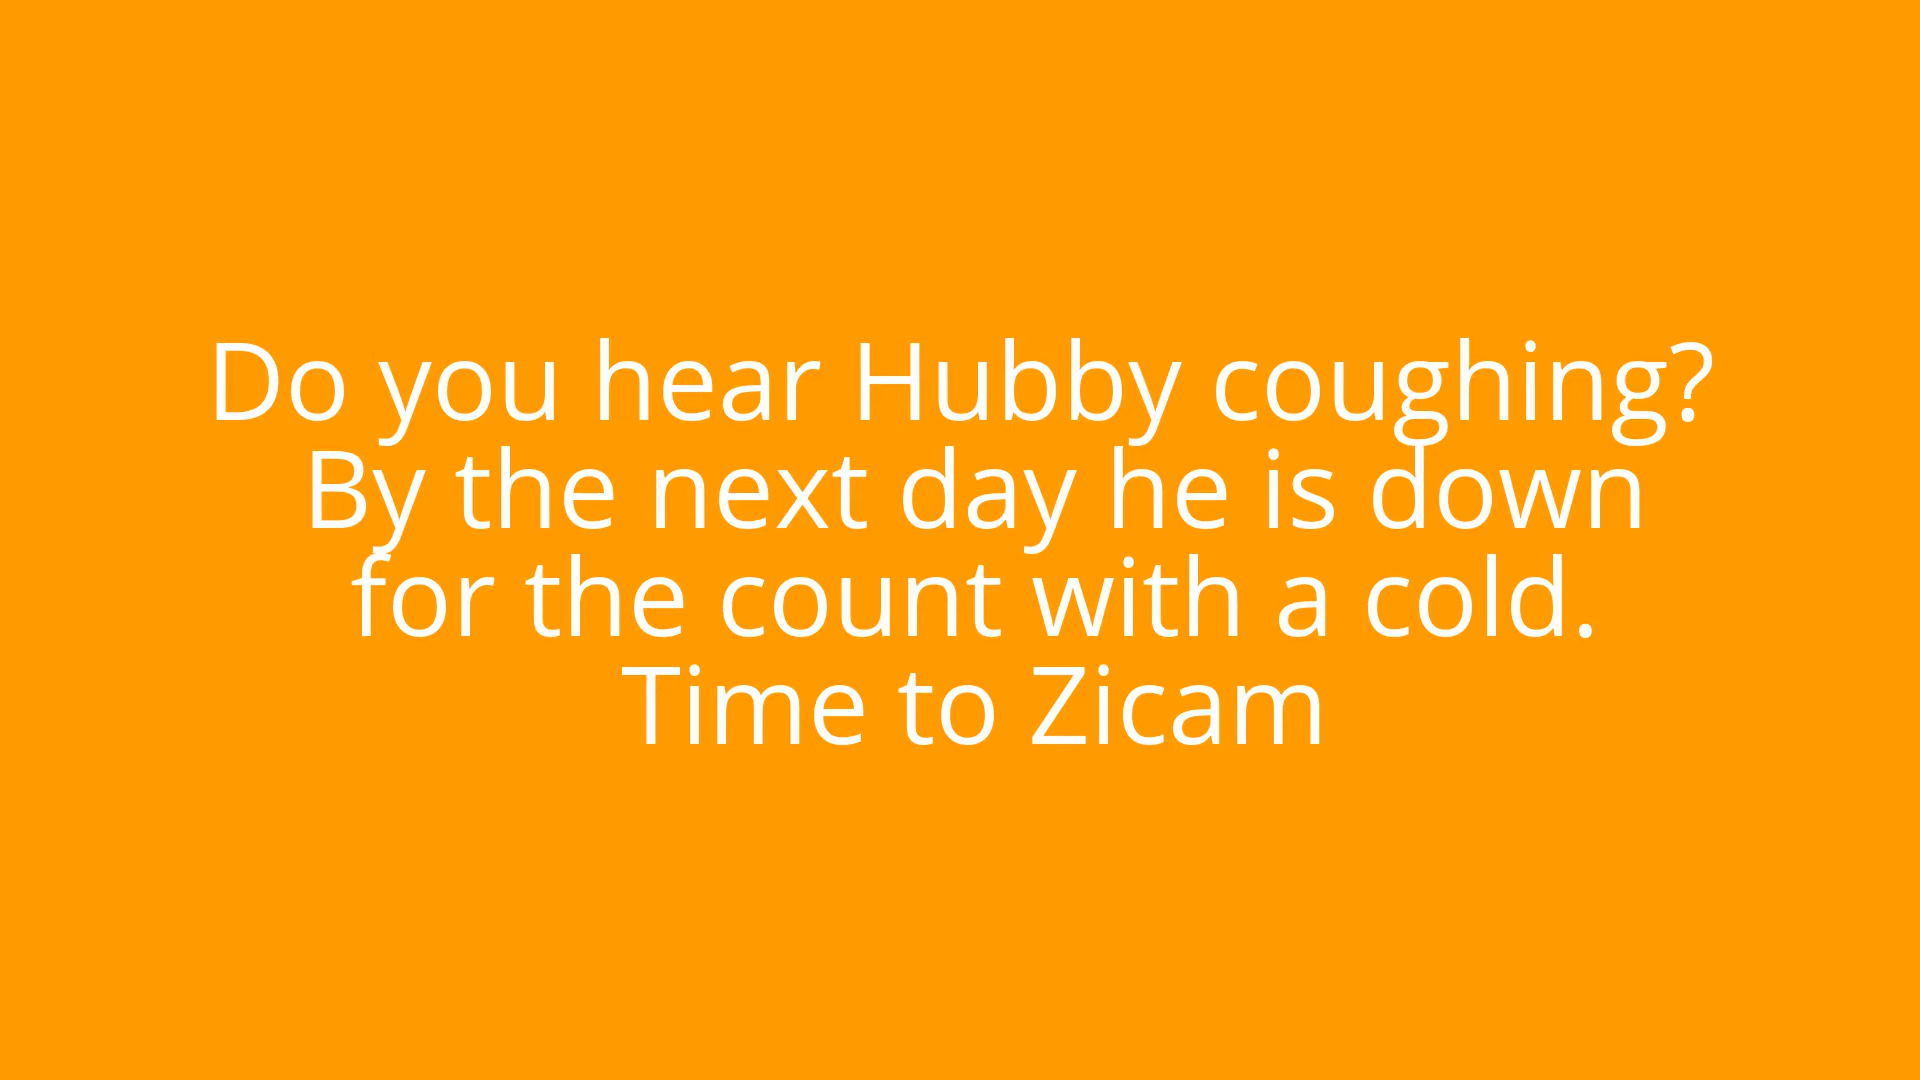 Do you hear Hubby coughing?
By the next day he is down
for the count with a cold.
Time to Zicam